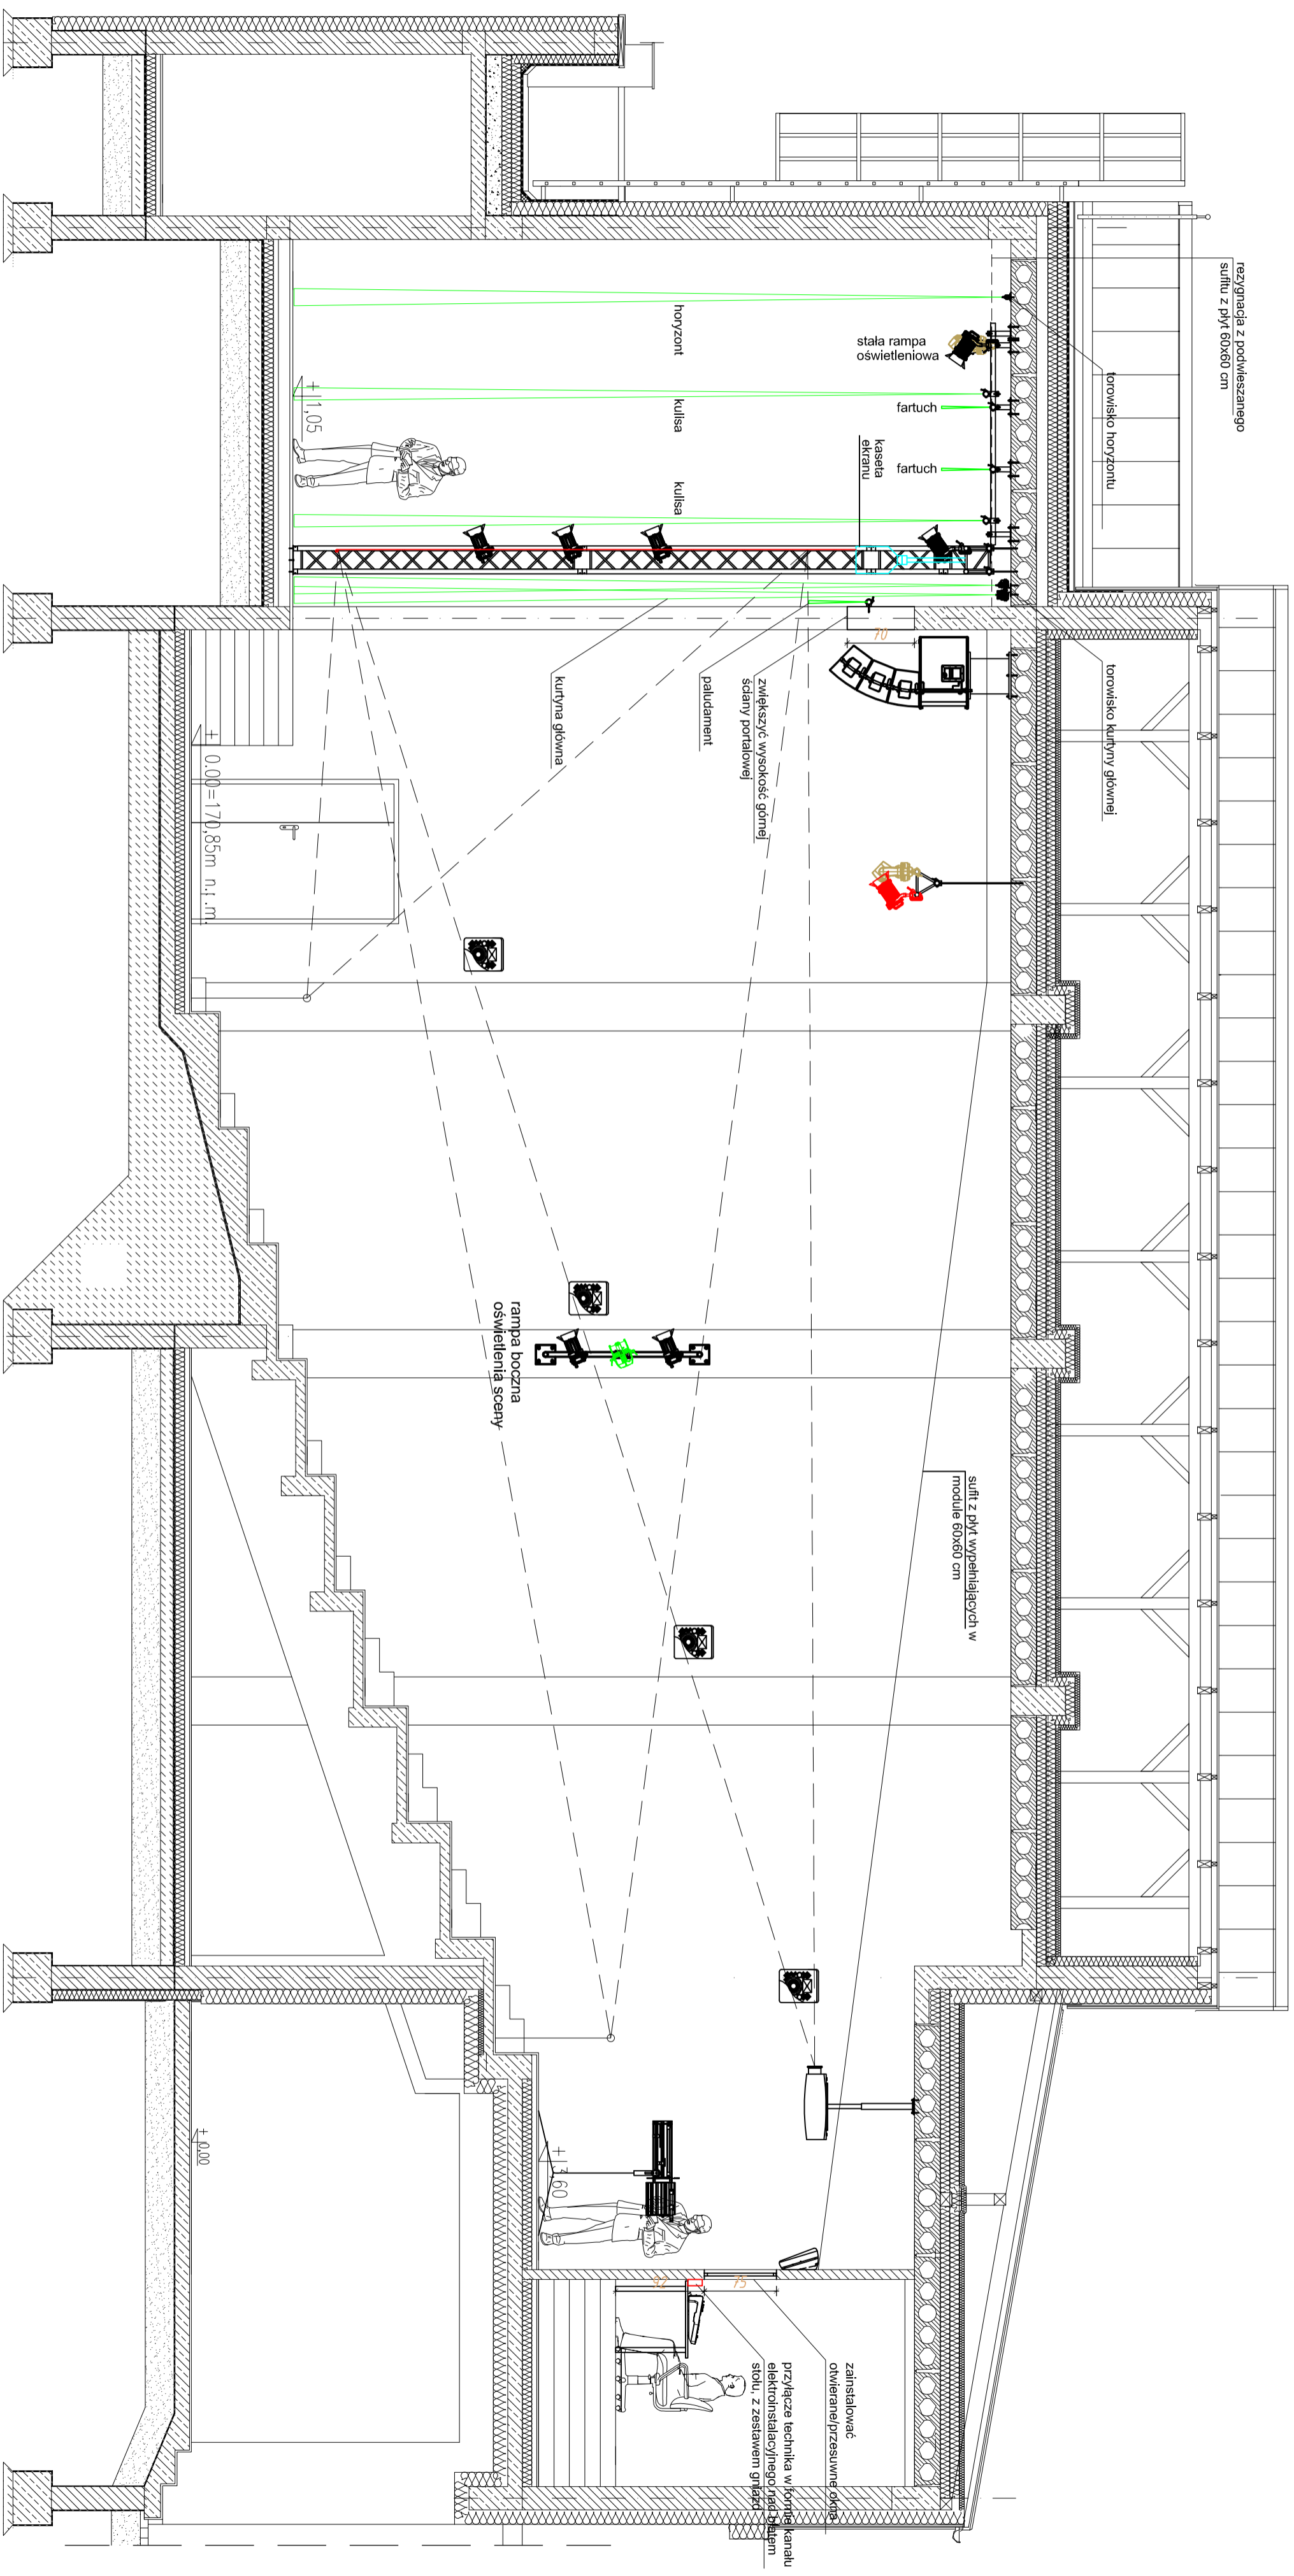 rezygnacja z podwieszanego
sufitu z płyt 60x60 cm
torowisko horyzontu
horyzont
stała rampa
oświetleniowa
kulisa
fartuch
+ 1,05
kaseta
ekranu
fartuch
kulisa
torowisko kurtyny głównej
70
zwiększyć wysokość górnej
ściany portalowej
paludament
kurtyna główna
+ 0.00=170,85m n..m.
rampa boczna
oświetlenia sceny
sufit z płyt wypełniających w
module 60x60 cm
+ 0.00
+ 3,60
92
75
zainstalować
otwierane/przesuwne okna
przyłącze technika w formie kanału
elektroinstalacyjnego nad blatem
stołu, z zestawem gniazd